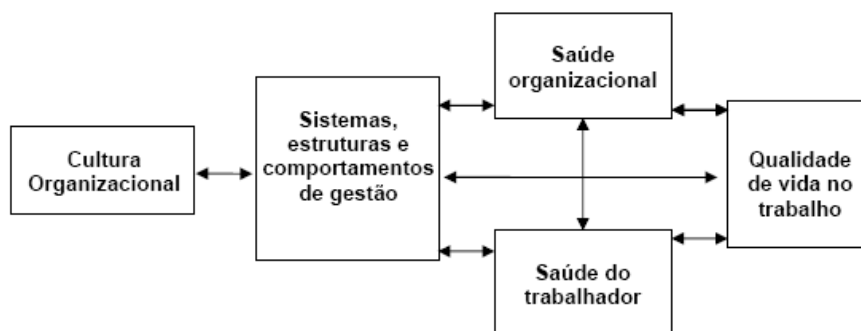 Cultura
Organizacional
Sistemas,
estruturas e
comportamentos
de gestão
Saúde
organizacional
Saúde do
trabalhador
Qualidade
de vida no
trabalho